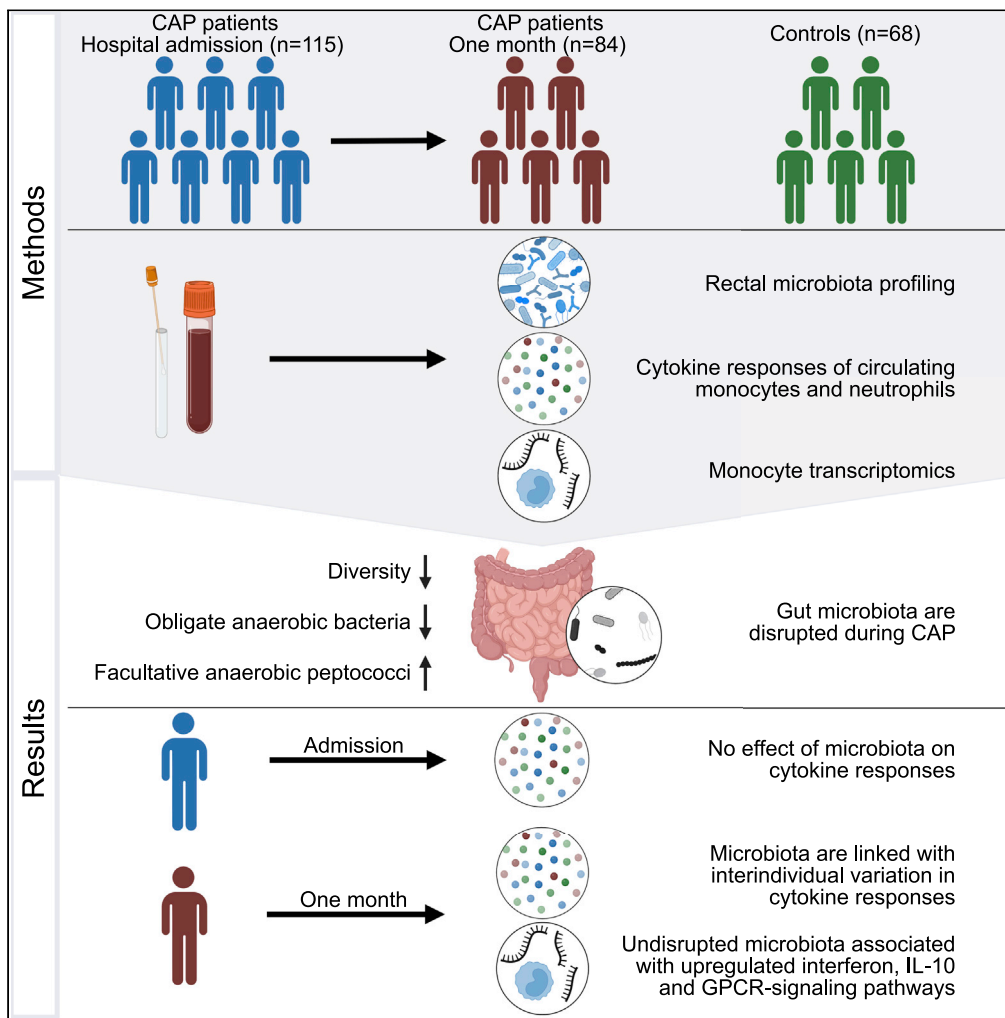 CAP patients
Hospital admission (n=115)
CAP patients
One month (n=84)
Controls (n=68)
Methods
Rectal microbiota profiling
Cytokine responses of circulating
monocytes and neutrophils
Monocyte transcriptomics
Results
Diversity
Obligate anaerobic bacteria
Facultative anaerobic peptococci
Gut microbiota are
disrupted during CAP
Admission
No effect of microbiota on
cytokine responses
One month
Microbiota are linked with
interindividual variation in
cytokine responses
Undisrupted microbiota associated
with upregulated interferon, IL-10
and GPCR-signaling pathways